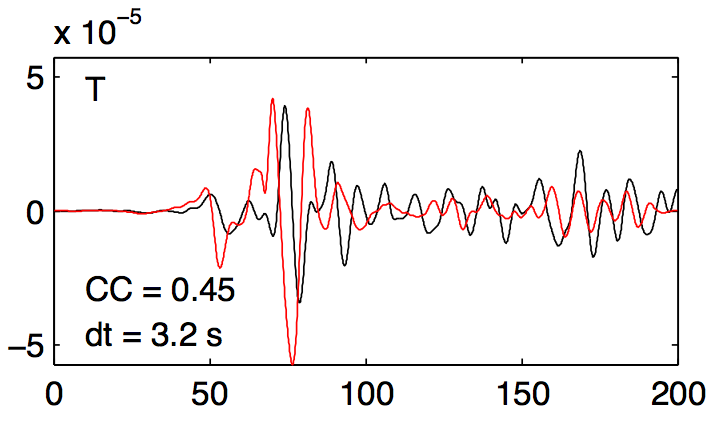 x 10⁻⁵
5
T
0
CC = 0.45
dt = 3.2 s
−5
0 50 100 150 200